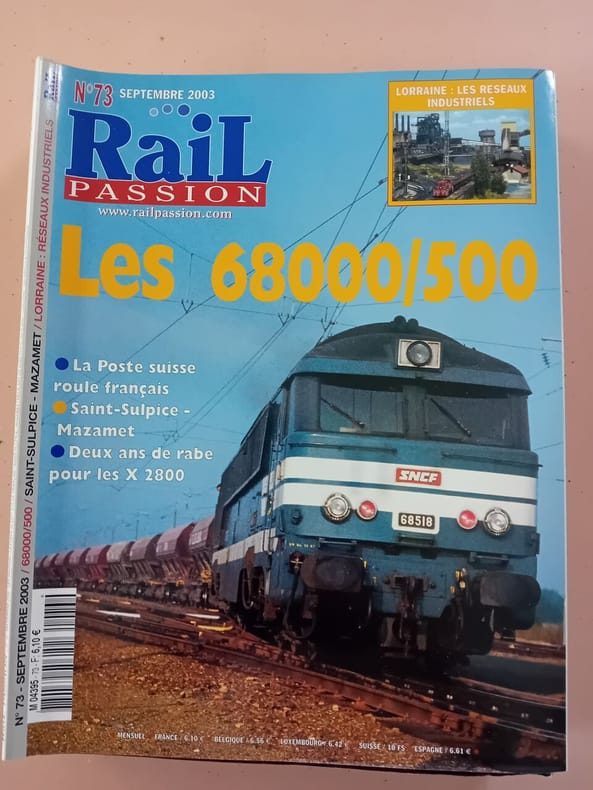 N°73 SEPTEMBRE 2003
RaiL
PASSION
www.railpassion.com
LORRAINE : LES RESEAUX
INDUSTRIELS
Les 68000/500
La Poste suisse
roule français
Saint-Sulpice -
Mazamet
Deux ans de rabe
pour les X 2800
SNCF
68518
N° 73 - SEPTEMBRE 2003 / 68000/500 / SAINT-SULPICE - MAZAMET / LORRAINE : RÉSEAUX INDUSTRIELS
M 04395 - 73 - F: 6,10 €
MENSUEL FRANCE / 6.10 € BELGIQUE / 6.56 € LUXEMBOURG / 6.42 € SUISSE / 10 FS ESPAGNE / 6.61 €